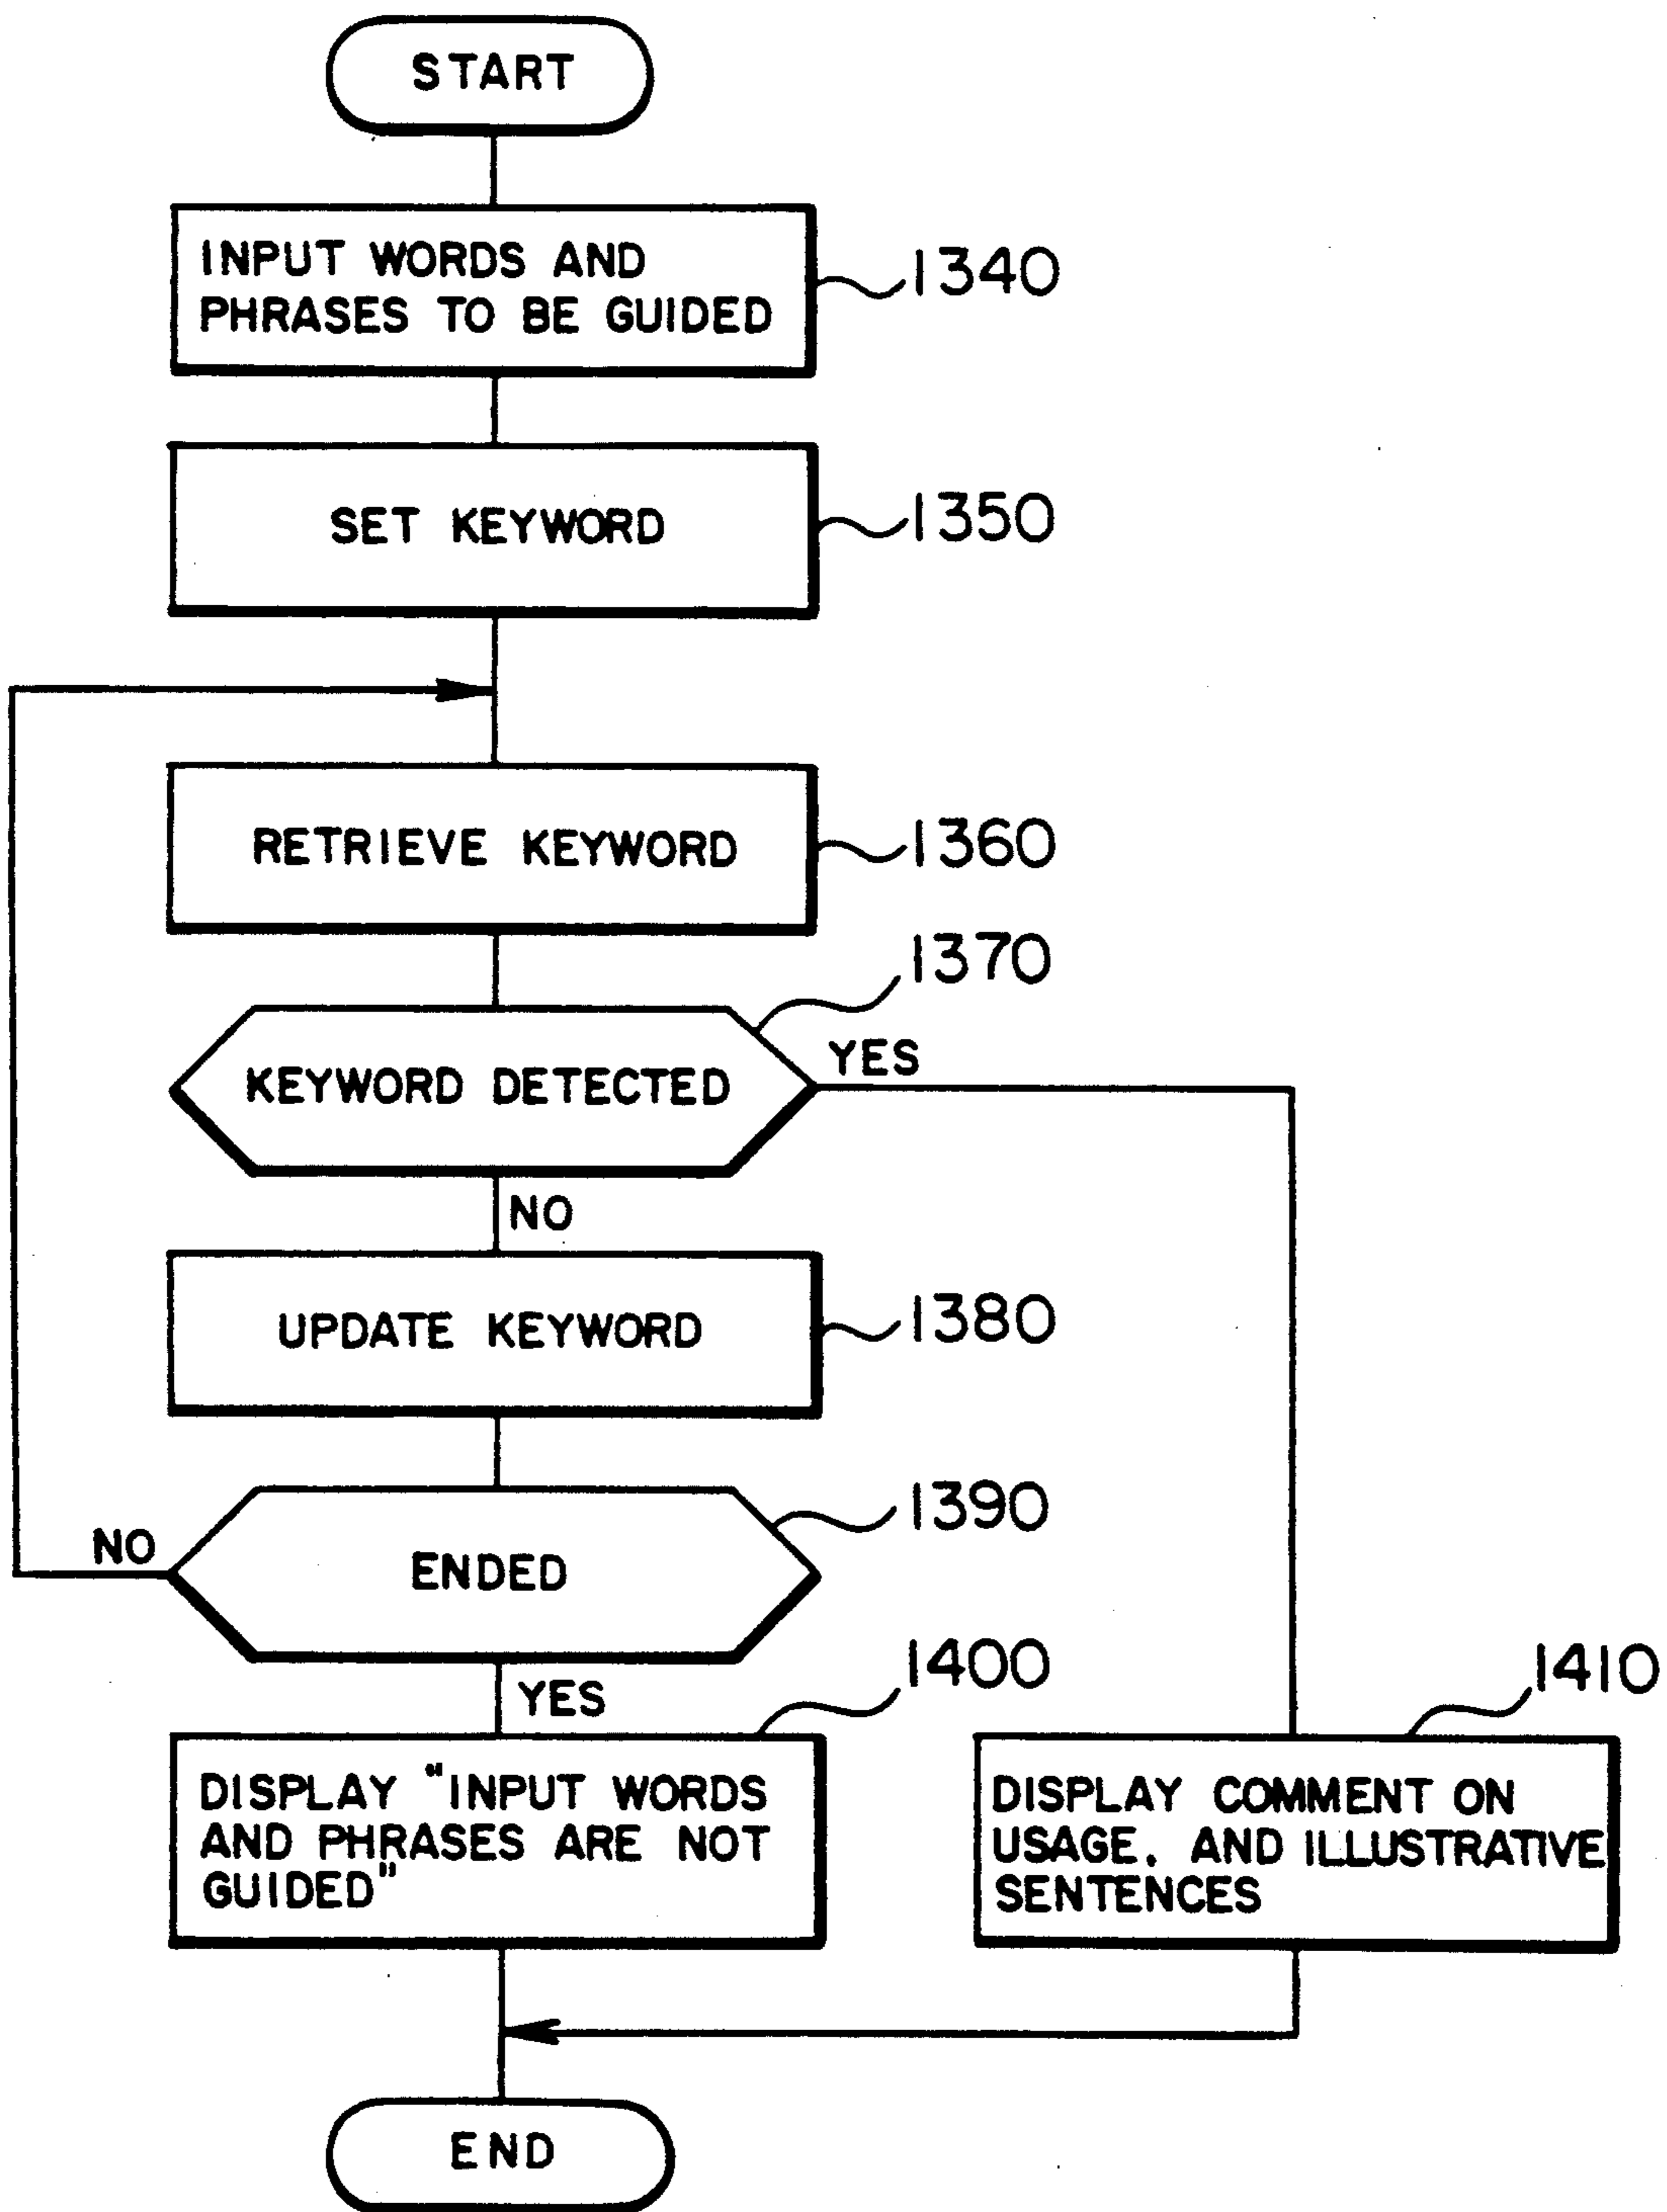 START
INPUT WORDS AND
PHRASES TO BE GUIDED
1340
SET KEYWORD
1350
RETRIEVE KEYWORD
1360
1370
KEYWORD DETECTED
YES
NO
UPDATE KEYWORD
1380
1390
NO
ENDED
YES
1400
DISPLAY "INPUT WORDS
AND PHRASES ARE NOT
GUIDED"
1410
DISPLAY COMMENT ON
USAGE. AND ILLUSTRATIVE
SENTENCES
END